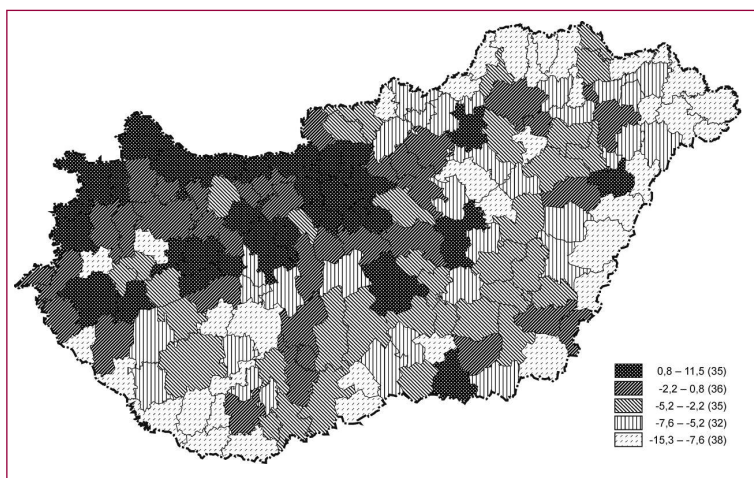 0,8 – 11,5 (35)
-2,2 – 0,8 (36)
-5,2 – -2,2 (35)
-7,6 – -5,2 (32)
-15,3 – -7,6 (38)